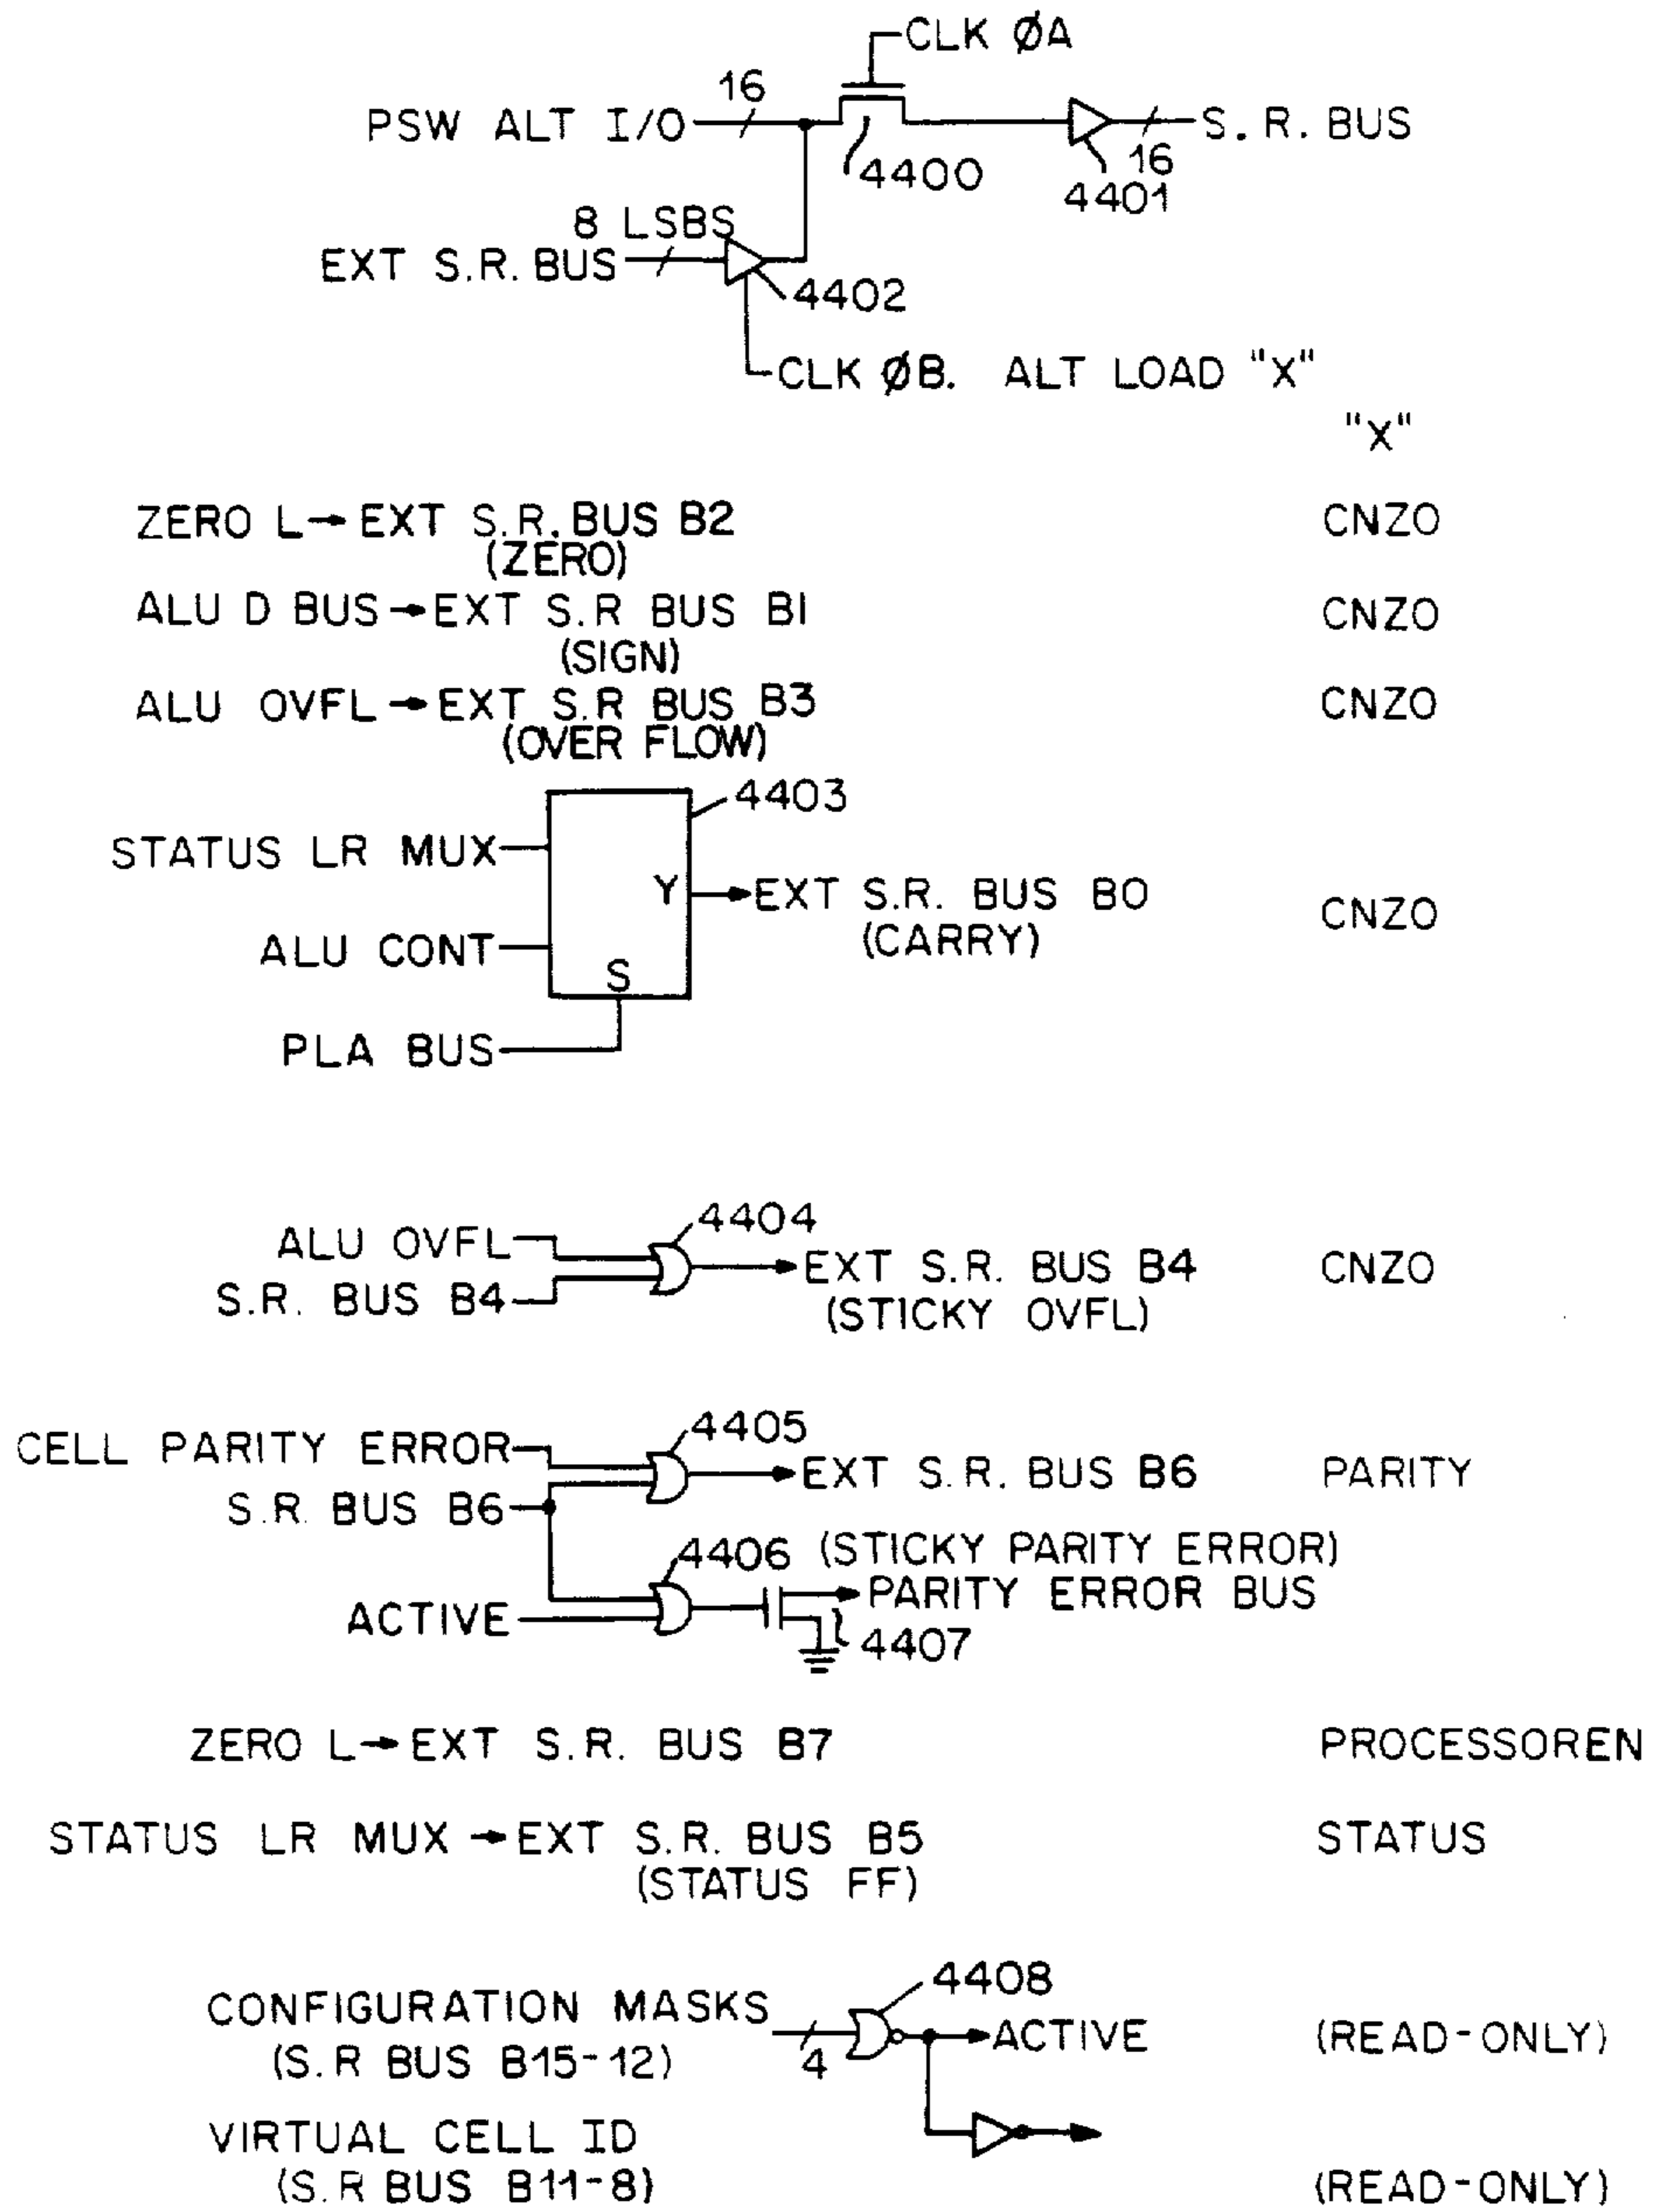 CLK ØA
16
PSW ALT I/O
S. R. BUS
4400
16
4401
8 LSBS
EXT S.R. BUS
4402
CLK ØB. ALT LOAD "X"
"X"
ZERO L→EXT S.R. BUS B2 CNZO
(ZERO)
ALU D BUS→EXT S.R BUS B1 CNZO
(SIGN)
ALU OVFL→EXT S.R BUS B3 CNZO
(OVER FLOW)
4403
STATUS LR MUX
Y
EXT S.R. BUS B0 CNZO
(CARRY)
ALU CONT
S
PLA BUS
4404
ALU OVFL
EXT S.R. BUS B4 CNZO
S.R. BUS B4
(STICKY OVFL)
4405
CELL PARITY ERROR
EXT S.R. BUS B6 PARITY
S.R. BUS B6
4406 (STICKY PARITY ERROR)
PARITY ERROR BUS
ACTIVE
4407
ZERO L→EXT S.R. BUS B7 PROCESSOREN
STATUS LR MUX→EXT S.R. BUS B5 STATUS
(STATUS FF)
4408
CONFIGURATION MASKS
ACTIVE (READ-ONLY)
(S.R BUS B15-12)
4
VIRTUAL CELL ID
(S.R BUS B11-8) (READ-ONLY)